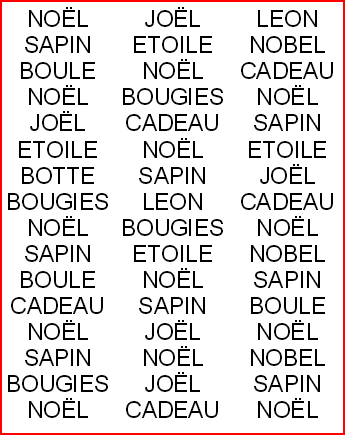 NOËL JOËL LEON
SAPIN ETOILE NOBEL
BOULE NOËL CADEAU
NOËL BOUGIES NOËL
JOËL CADEAU SAPIN
ETOILE NOËL ETOILE
BOTTE SAPIN JOËL
BOUGIES LEON CADEAU
NOËL BOUGIES NOËL
SAPIN ETOILE NOBEL
BOULE NOËL SAPIN
CADEAU SAPIN BOULE
NOËL JOËL NOËL
SAPIN NOËL NOBEL
BOUGIES JOËL SAPIN
NOËL CADEAU NOËL